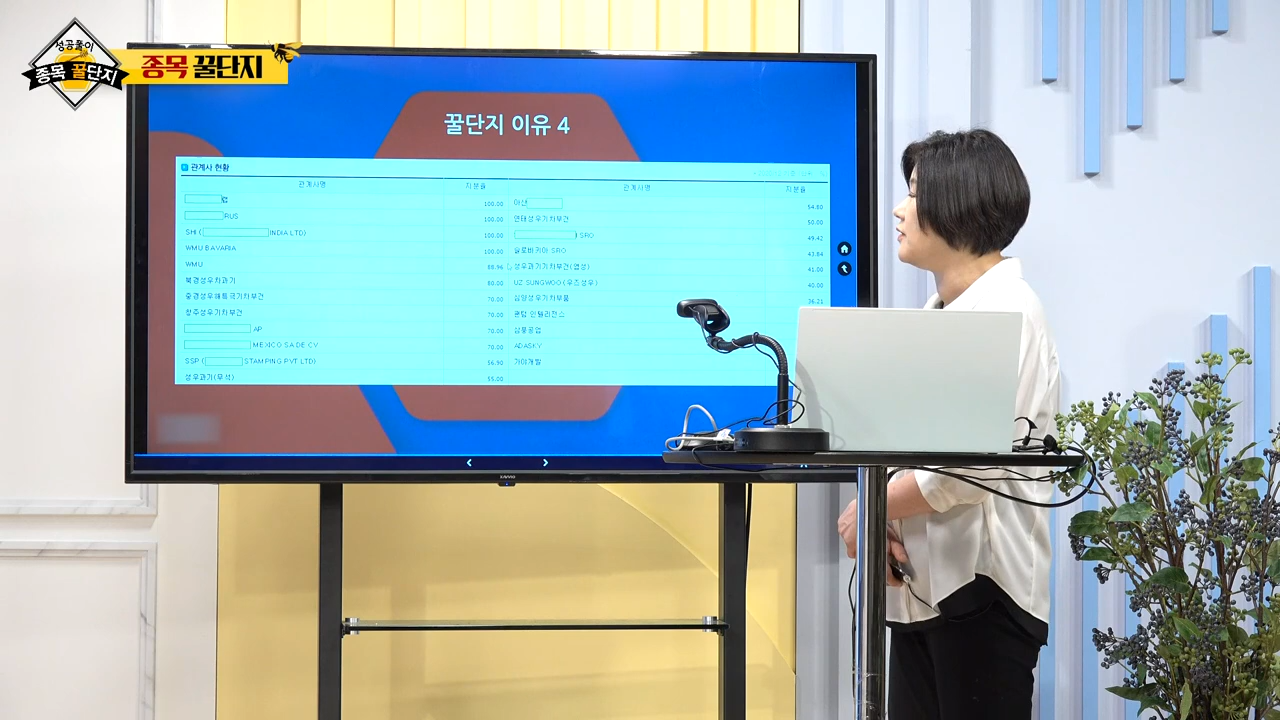 성공풀이
종목 꿀단지
종목 꿀단지
꿀단지 이유 4
관계사 현황
관계사명 지분율 관계사명 지분율
랩 100.00 아산 54.80
RUS 100.00 연태성우기차부건 50.00
SHI ( INDIA LTD) 100.00 ) SRO 49.42
WMU BAVARIA 100.00 슬로바키아 SRO 43.84
WMU 88.96 성우과기기차부건(염성) 41.00
북경성우차과기 80.00 UZ SUNGWOO (우즈성우) 40.00
중경성우해특극기차부건 70.00 심양성우기차부품 36.21
창주성우기차부건 70.00 팬텀 인텔리전스
AP 70.00 삼풍공업
MEXICO SA DE CV 70.00 ADASKY
SSP ( STAMPING PVT LTD) 56.90 가야개발
성우과기(무석) 55.00